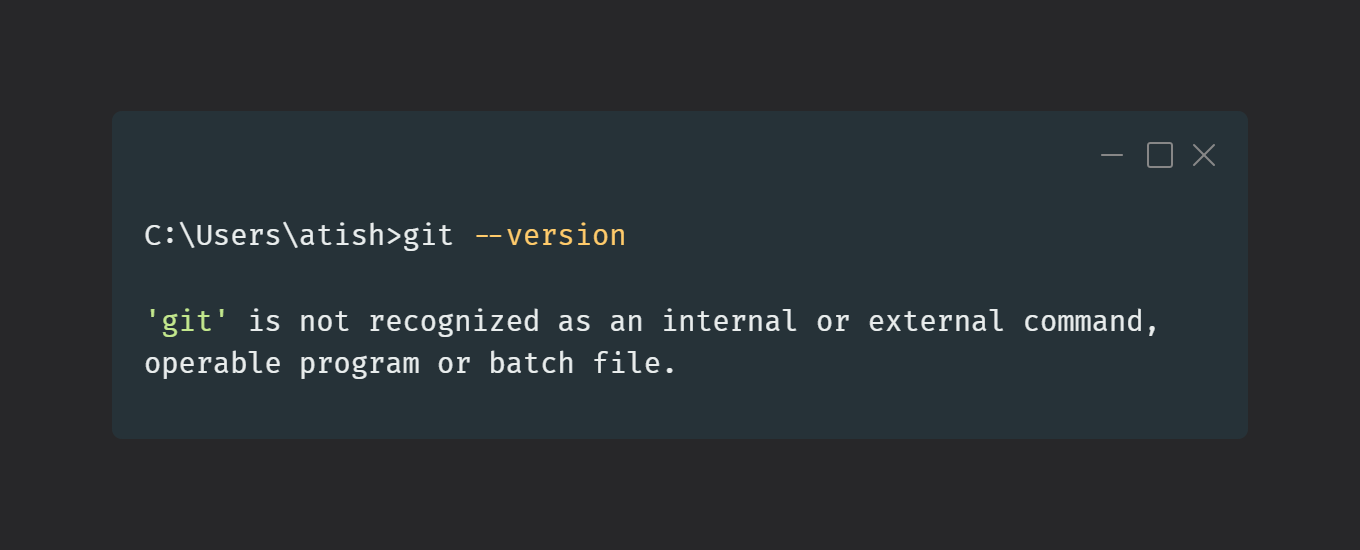 C:\Users\atish>git --version
'git' is not recognized as an internal or external command,
operable program or batch file.